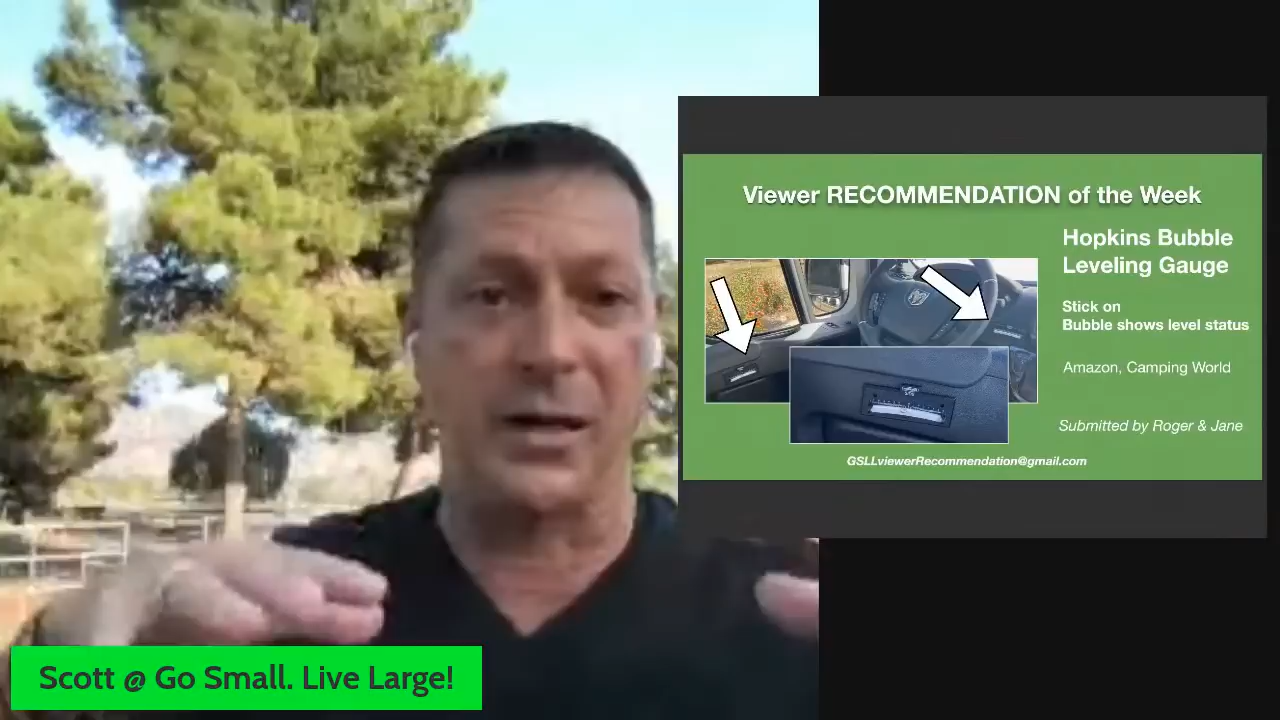 Viewer RECOMMENDATION of the Week
Hopkins Bubble
Leveling Gauge
Stick on
Bubble shows level status
Amazon, Camping World
Submitted by Roger & Jane
GSLLviewerRecommendation@gmail.com
Scott @ Go Small. Live Large!